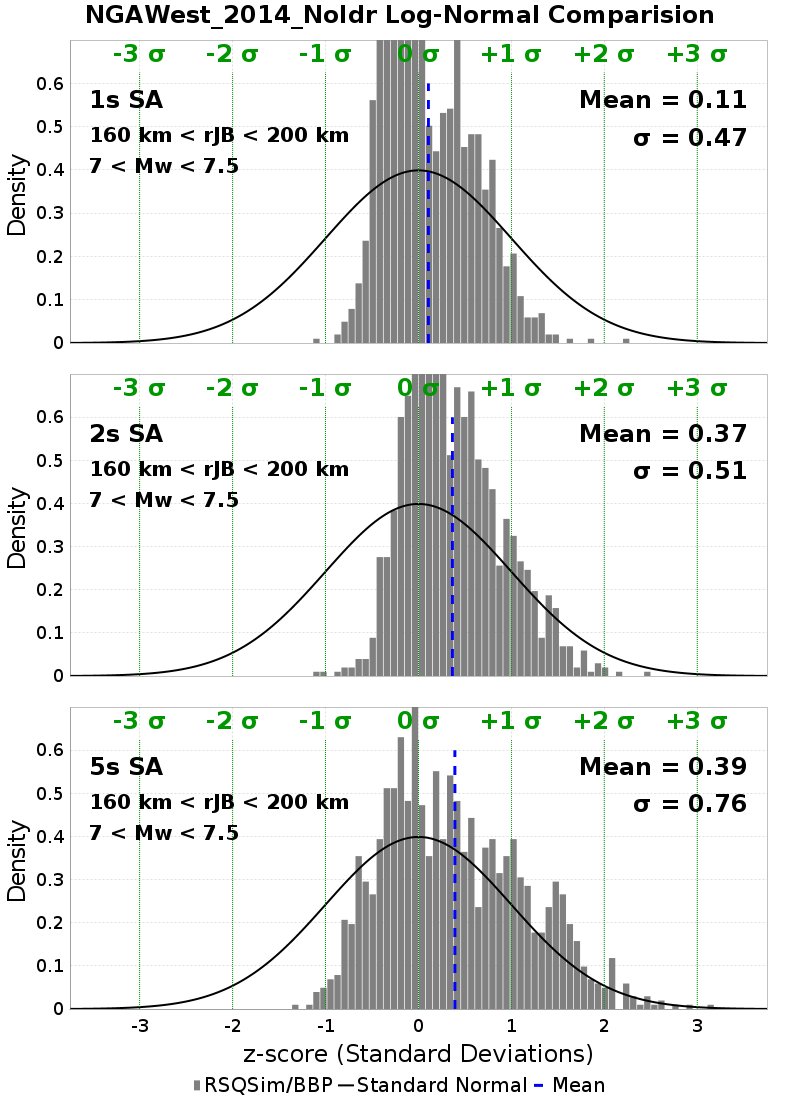 NGAWest_2014_NoIdr Log-Normal Comparision
-3 σ -2 σ -1 σ 0 σ +1 σ +2 σ +3 σ
1s SA
Mean = 0.11
160 km < rJB < 200 km
σ = 0.47
7 < Mw < 7.5
0.6
0.5
0.4
0.3
0.2
0.1
0
Density
-3 σ -2 σ -1 σ 0 σ +1 σ +2 σ +3 σ
2s SA
Mean = 0.37
160 km < rJB < 200 km
σ = 0.51
7 < Mw < 7.5
0.6
0.5
0.4
0.3
0.2
0.1
0
Density
-3 σ -2 σ -1 σ 0 σ +1 σ +2 σ +3 σ
5s SA
Mean = 0.39
160 km < rJB < 200 km
σ = 0.76
7 < Mw < 7.5
0.6
0.5
0.4
0.3
0.2
0.1
0
Density
-3 -2 -1 0 1 2 3
z-score (Standard Deviations)
RSQSim/BBP Standard Normal Mean